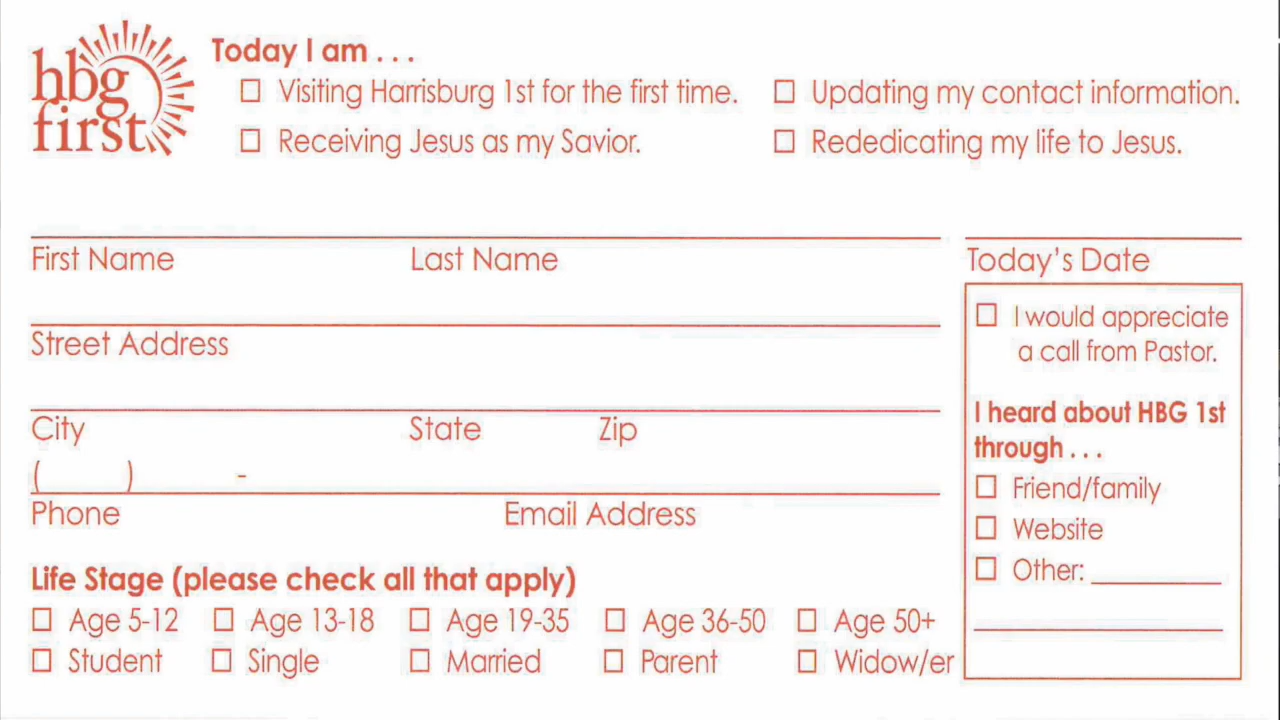 hbg
first
Today I am . . .
☐ Visiting Harrisburg 1st for the first time. ☐ Updating my contact information.
☐ Receiving Jesus as my Savior. ☐ Rededicating my life to Jesus.
First Name Last Name Today's Date
Street Address
City State Zip
( ) -
Phone Email Address
☐ I would appreciate
a call from Pastor.
I heard about HBG 1st
through . . .
☐ Friend/family
☐ Website
☐ Other: ________
Life Stage (please check all that apply)
☐ Age 5-12 ☐ Age 13-18 ☐ Age 19-35 ☐ Age 36-50 ☐ Age 50+
☐ Student ☐ Single ☐ Married ☐ Parent ☐ Widow/er